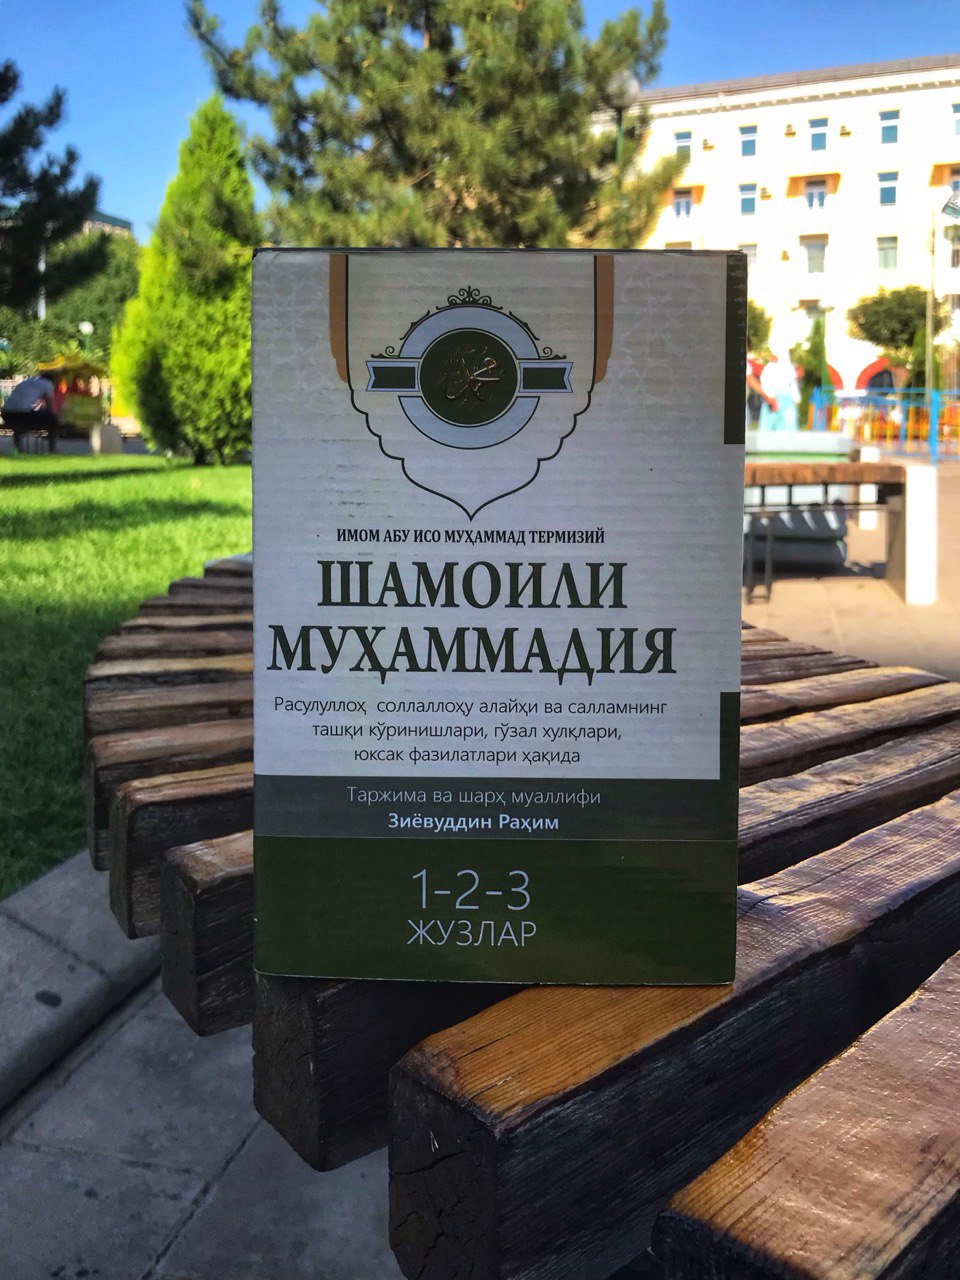 محمد
ИМОМ АБУ ИСО МУҲАММАД ТЕРМИЗИЙ
ШАМОИЛИ
МУҲАММАДИЯ
Расулуллоҳ соллаллоҳу алайҳи ва салламнинг
ташқи кўринишлари, гўзал хулқлари,
юксак фазилатлари ҳақида
Таржима ва шарҳ муаллифи
Зиёвуддин Раҳим
1-2-3
ЖУЗЛАР